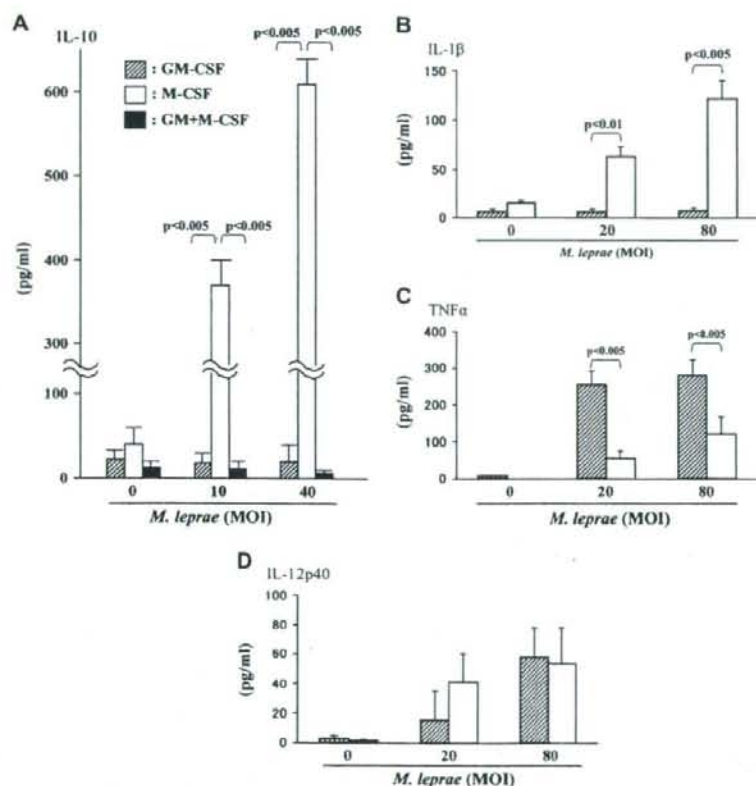 A
IL-10
: GM-CSF
: M-CSF
: GM+M-CSF
p<0.005 p<0.005
p<0.005 p<0.005
600
400
300
100
0
(pg/ml)
0 10 40
M. leprae (MOI)
B
IL-1β
150
100
50
0
(pg/ml)
p<0.01
p<0.005
0 20 80
M. leprae (MOI)
C
TNFα
400
300
200
100
0
(pg/ml)
p<0.005
p<0.005
0 20 80
M. leprae (MOI)
D
IL-12p40
100
80
60
40
20
0
(pg/ml)
0 20 80
M. leprae (MOI)